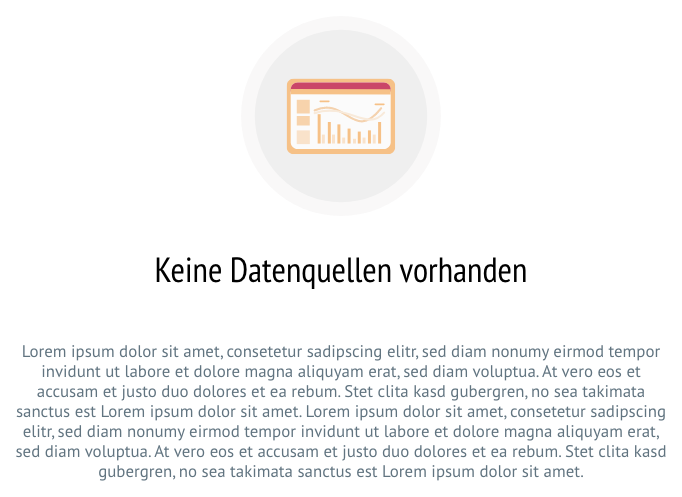 Keine Datenquellen vorhanden
Lorem ipsum dolor sit amet, consetetur sadipscing elitr, sed diam nonumy eirmod tempor
invidunt ut labore et dolore magna aliquyam erat, sed diam voluptua. At vero eos et
accusam et justo duo dolores et ea rebum. Stet clita kasd gubergren, no sea takimata
sanctus est Lorem ipsum dolor sit amet. Lorem ipsum dolor sit amet, consetetur sadipscing
elitr, sed diam nonumy eirmod tempor invidunt ut labore et dolore magna aliquyam erat,
sed diam voluptua. At vero eos et accusam et justo duo dolores et ea rebum. Stet clita kasd
gubergren, no sea takimata sanctus est Lorem ipsum dolor sit amet.